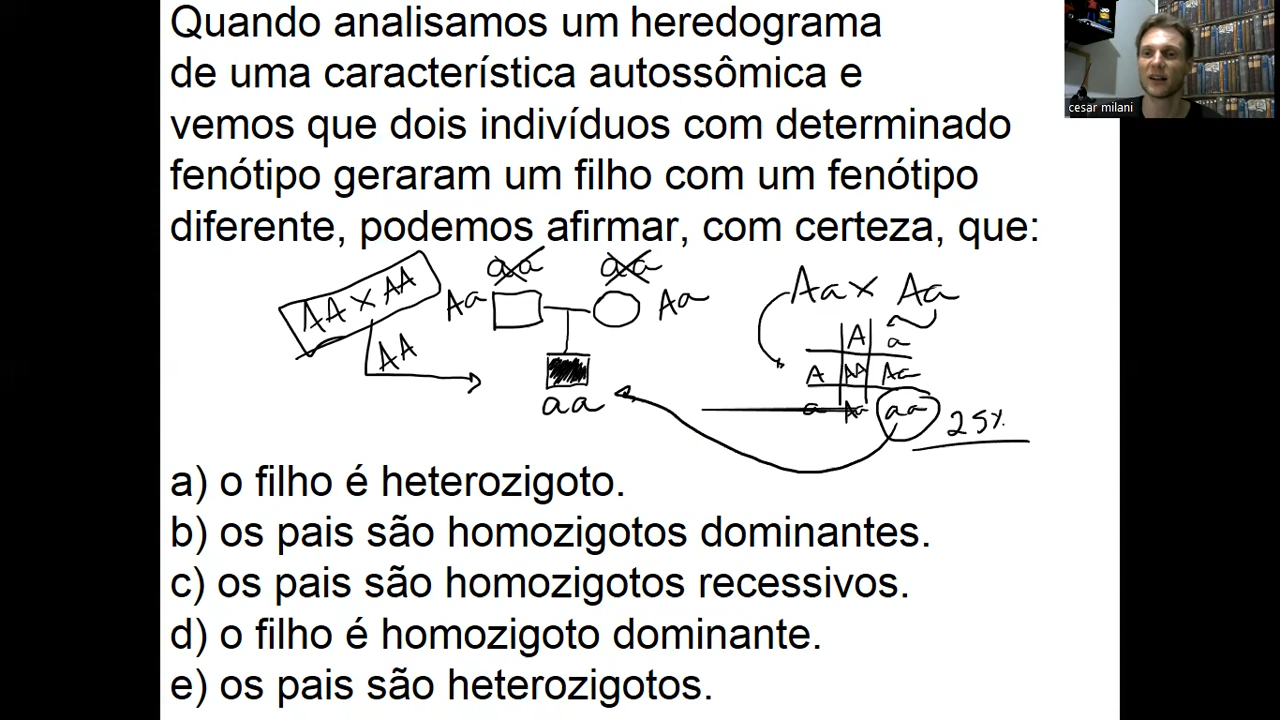 Quando analisamos um heredograma
de uma característica autossômica e
vemos que dois indivíduos com determinado
fenótipo geraram um filho com um fenótipo
diferente, podemos afirmar, com certeza, que:
cesar milani
AA x AA
AA
aa
aa
Aa
Aa
aa
Aa x Aa
A a
A AA Aa
a Aa aa
25%
a) o filho é heterozigoto.
b) os pais são homozigotos dominantes.
c) os pais são homozigotos recessivos.
d) o filho é homozigoto dominante.
e) os pais são heterozigotos.